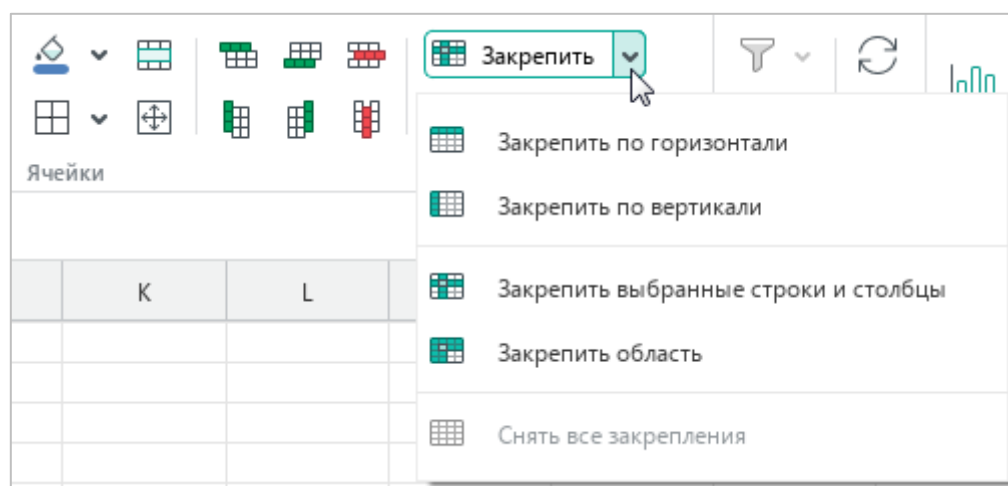 Закрепить
Ячейки
Закрепить по горизонтали
Закрепить по вертикали
K L
Закрепить выбранные строки и столбцы
Закрепить область
Снять все закрепления